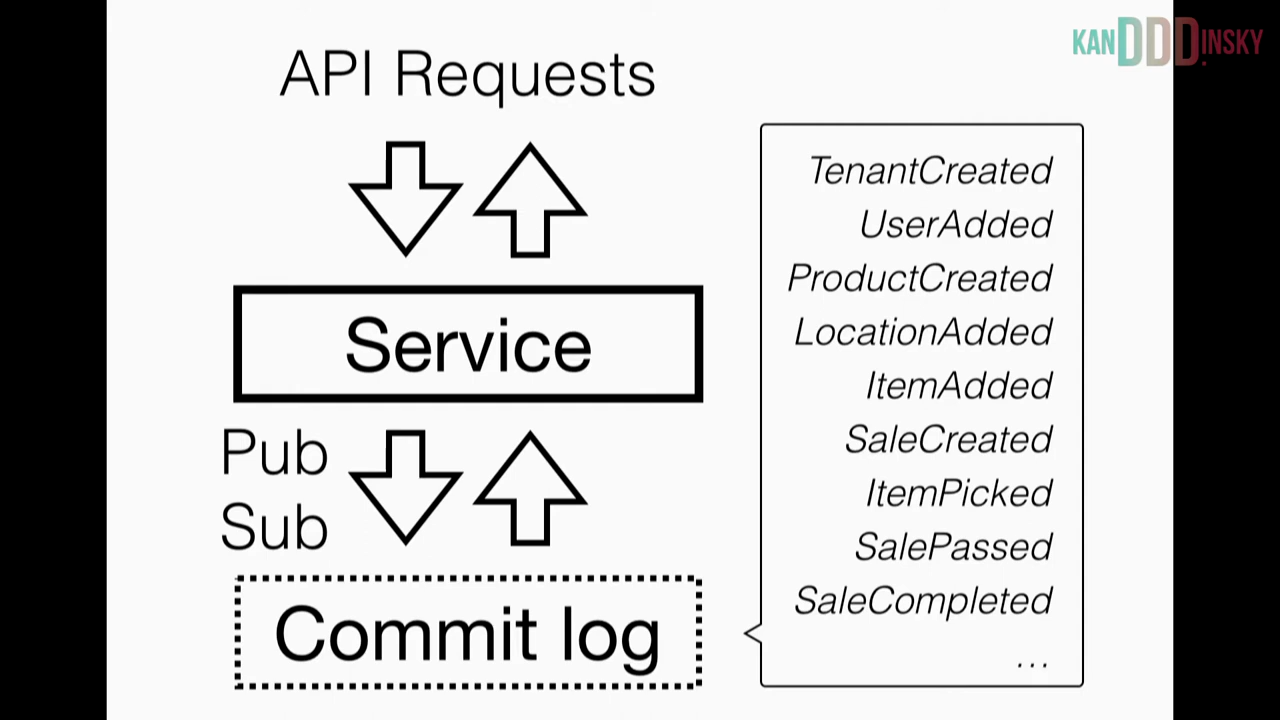 KANDDDINSKY
API Requests
Service
Pub
Sub
Commit log
TenantCreated
UserAdded
ProductCreated
LocationAdded
ItemAdded
SaleCreated
ItemPicked
SalePassed
SaleCompleted
...